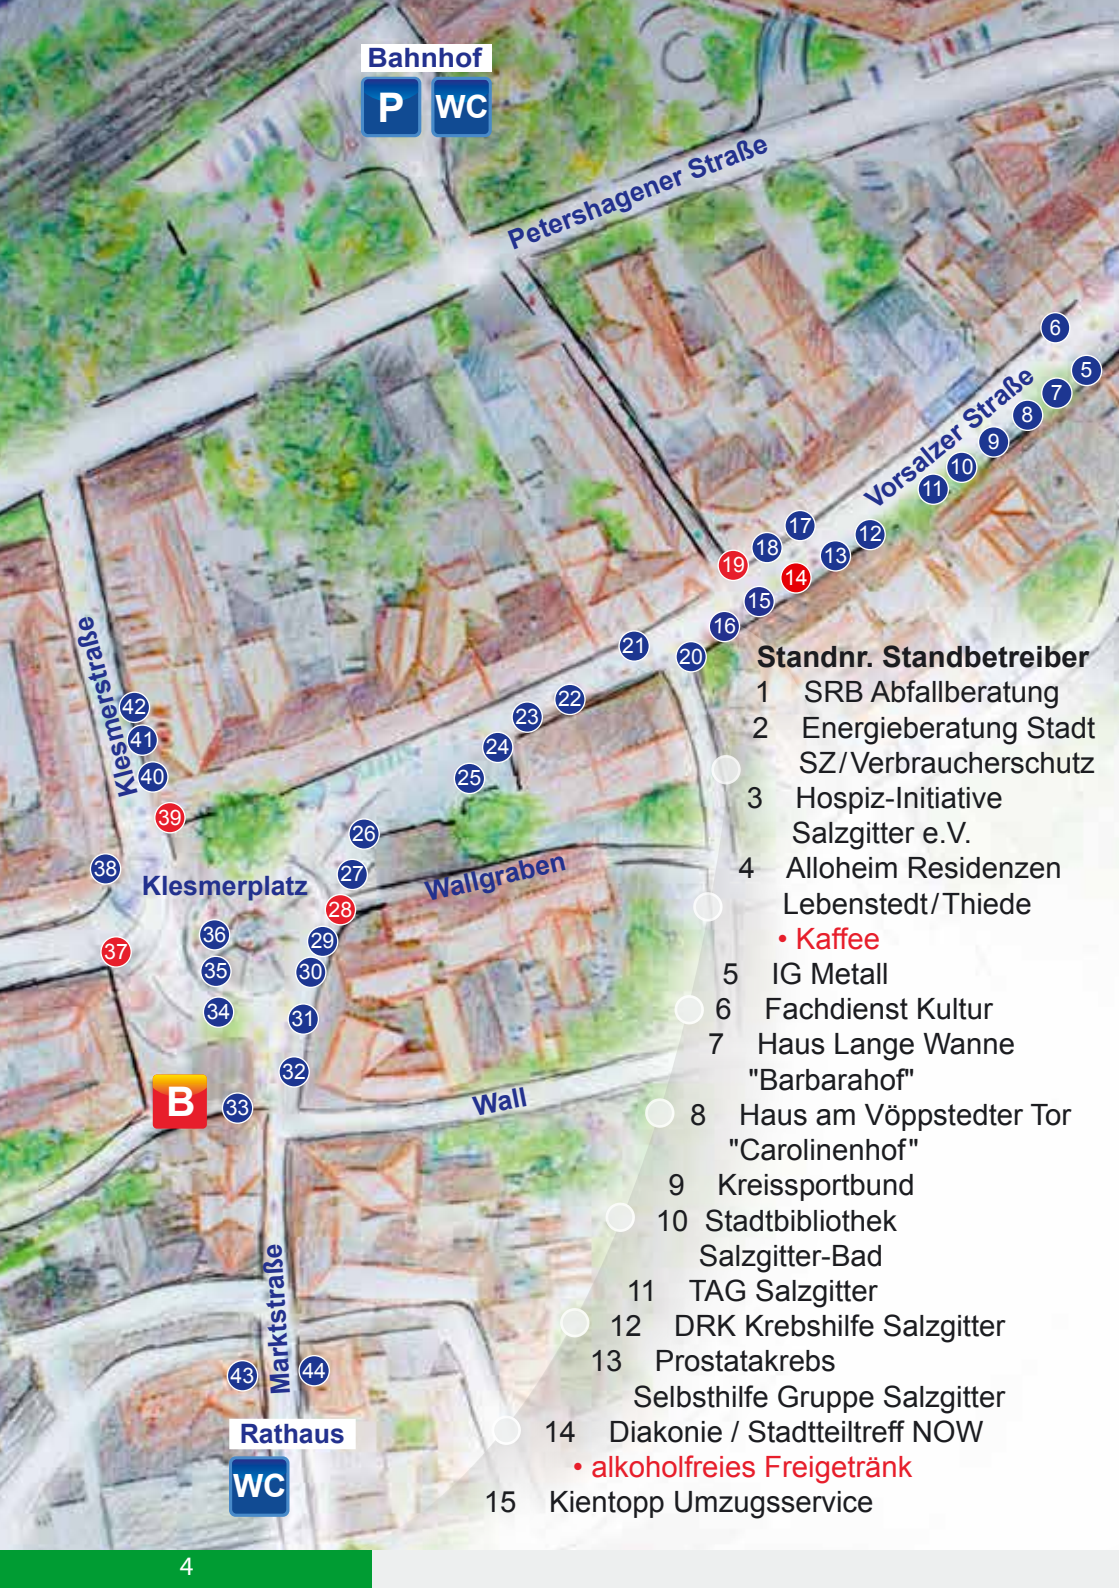 Bahnhof
P WC
Petershagener Straße
6
5
7
8
9
10
11
Vorsalzer Straße
12
13
14
15
16
17
18
19
20
21
22
23
24
25
26
27
28
29
30
31
32
33
34
35
36
37
38
39
40
41
42
Klesmerstraße
Klesmerplatz
Wallgraben
Wall
B
Marktstraße
43
44
Rathaus
WC
Standnr. Standbetreiber
1 SRB Abfallberatung
2 Energieberatung Stadt
SZ/Verbraucherschutz
3 Hospiz-Initiative
Salzgitter e.V.
4 Alloheim Residenzen
Lebenstedt/Thiede
• Kaffee
5 IG Metall
6 Fachdienst Kultur
7 Haus Lange Wanne
"Barbarahof"
8 Haus am Vöppstedter Tor
"Carolinenhof"
9 Kreissportbund
10 Stadtbibliothek
Salzgitter-Bad
11 TAG Salzgitter
12 DRK Krebshilfe Salzgitter
13 Prostatakrebs
Selbsthilfe Gruppe Salzgitter
14 Diakonie / Stadtteiltreff NOW
• alkoholfreies Freigetränk
15 Kientopp Umzugsservice
4